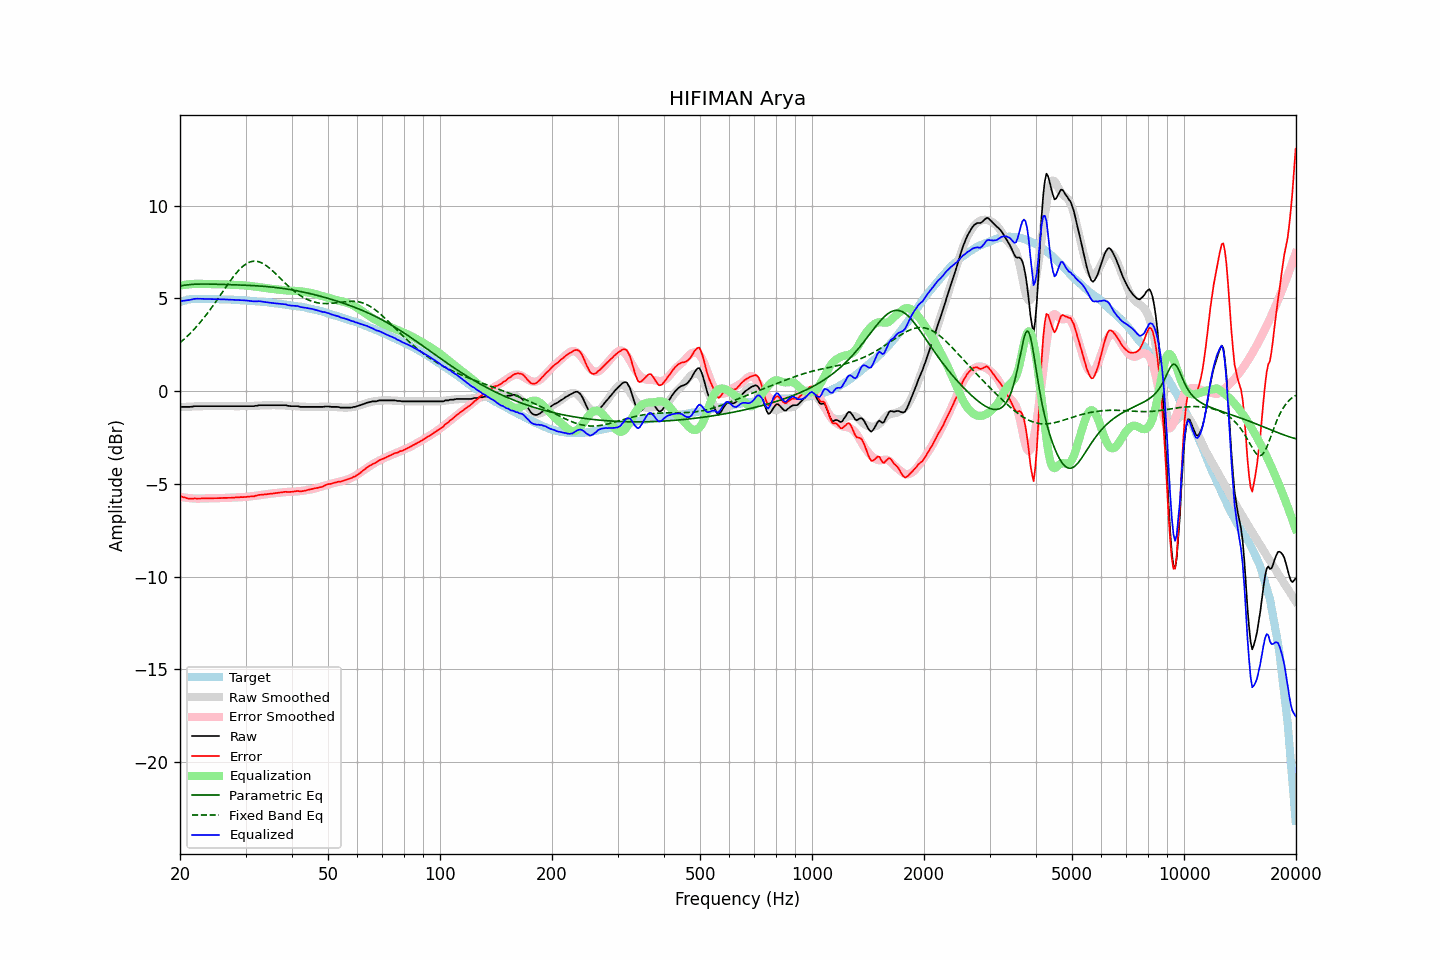 HIFIMAN Arya
Amplitude (dBr)
10
5
0
−5
−10
−15
−20
Target
Raw Smoothed
Error Smoothed
Raw
Error
Equalization
Parametric Eq
Fixed Band Eq
Equalized
20 50 100 200 500 1000 2000 5000 10000 20000
Frequency (Hz)